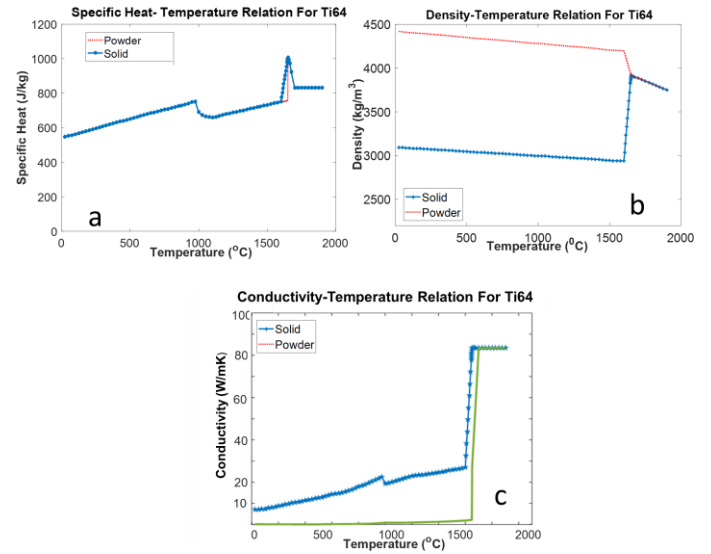 Specific Heat- Temperature Relation For Ti64
1200
1000
800
600
400
200
0
Specific Heat (J/kg)
Powder
Solid
a
0
500
1000
1500
2000
Temperature (°C)
Density-Temperature Relation For Ti64
4500
4000
3500
3000
2500
Density (kg/m³)
Solid
Powder
b
0
500
1000
1500
2000
Temperature (⁰C)
Conductivity-Temperature Relation For Ti64
100
80
60
40
20
10
Conductivity (W/mK)
Solid
Powder
c
0
500
1000
1500
2000
Temperature (°C)